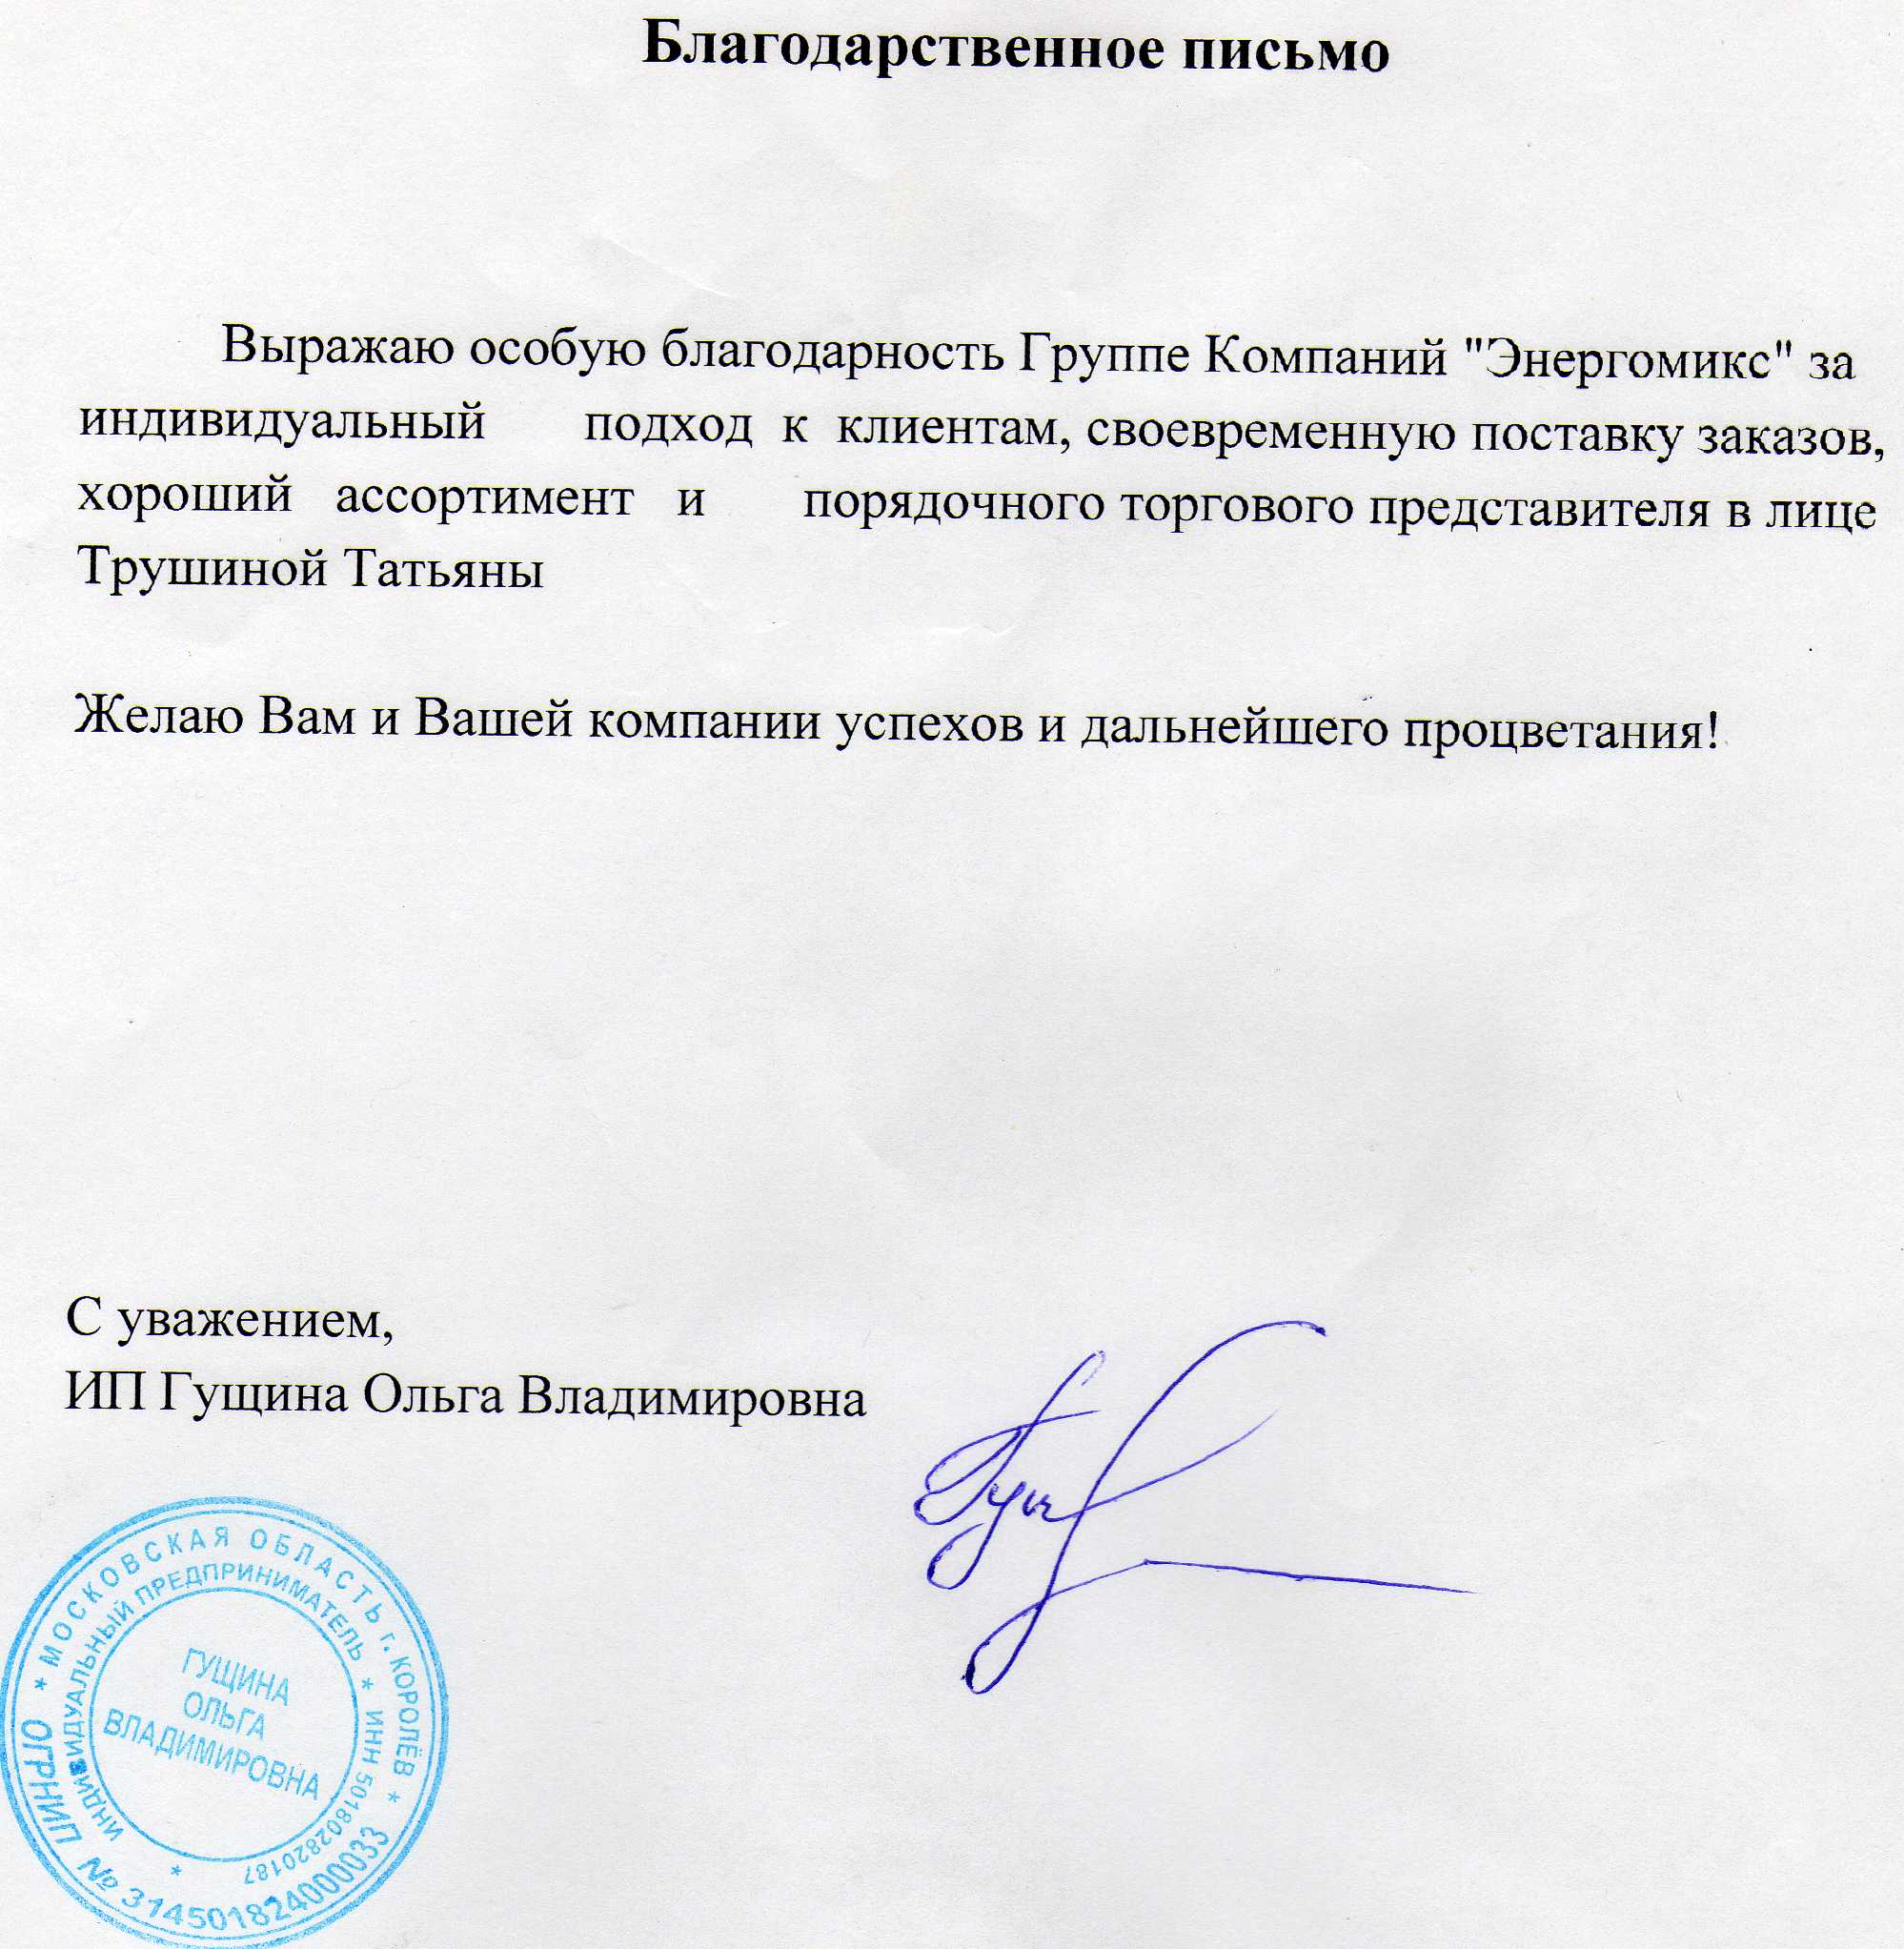 Благодарственное письмо
Выражаю особую благодарность Группе Компаний "Энергомикс" за
индивидуальный подход к клиентам, своевременную поставку заказов,
хороший ассортимент и порядочного торгового представителя в лице
Трушиной Татьяны
Желаю Вам и Вашей компании успехов и дальнейшего процветания!
С уважением,
ИП Гущина Ольга Владимировна
* МОСКОВСКАЯ ОБЛАСТЬ г. КОРОЛЁВ *
ОГРНИП № 314501824000033
ИНДИВИДУАЛЬНЫЙ ПРЕДПРИНИМАТЕЛЬ * ИНН 501802820187 *
ГУЩИНА
ОЛЬГА
ВЛАДИМИРОВНА